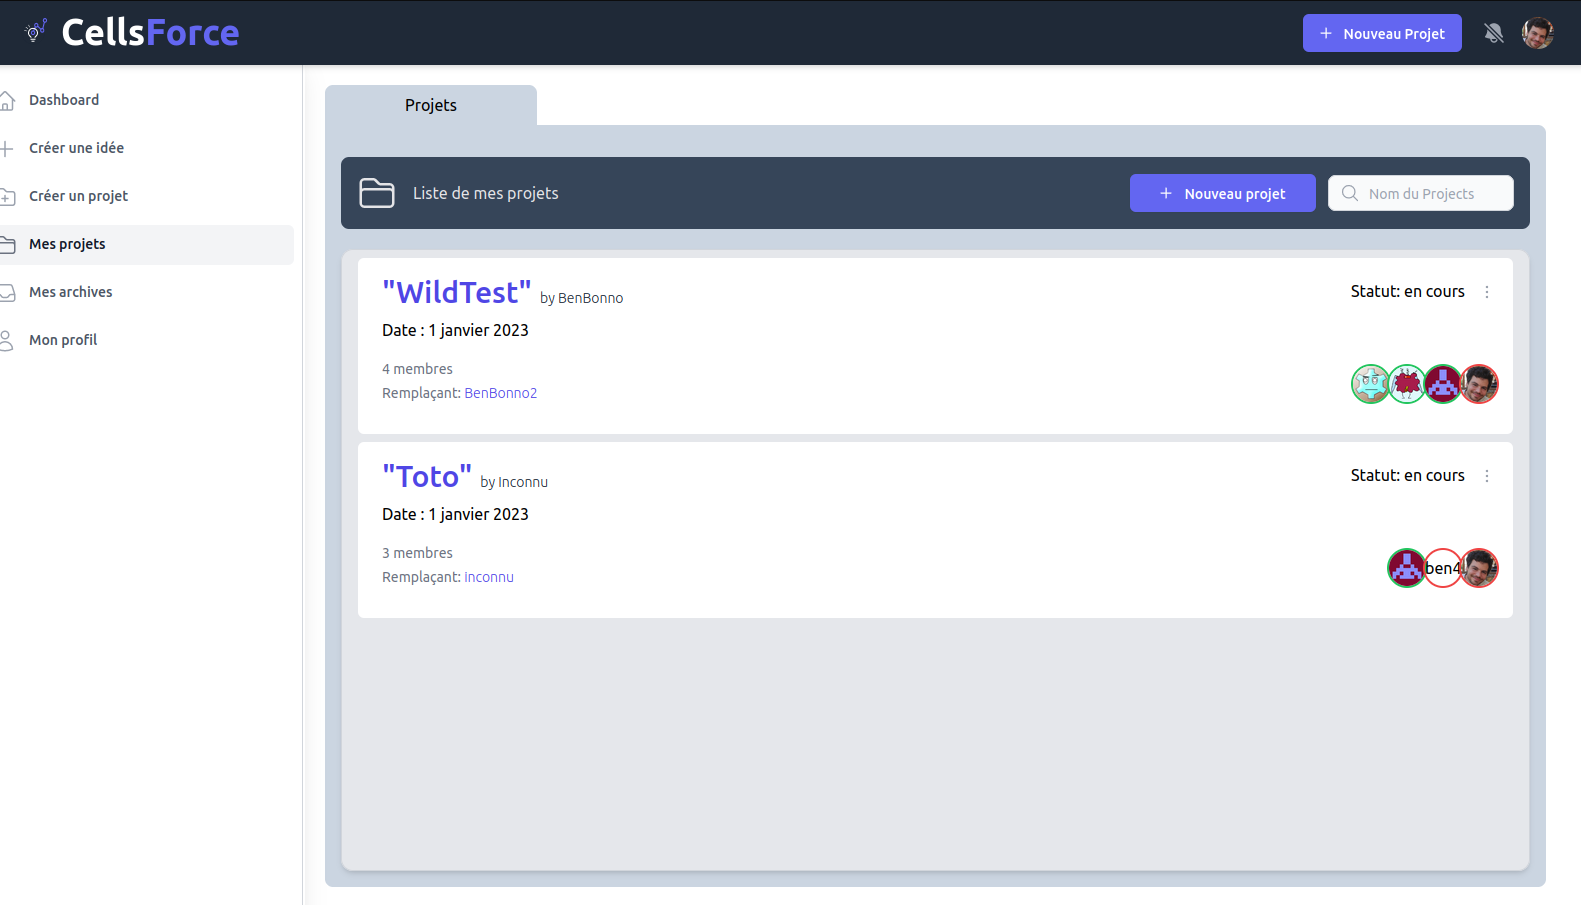 CellsForce
Nouveau Projet
Dashboard
Créer une idée
Créer un projet
Mes projets
Mes archives
Mon profil
Projets
Liste de mes projets
Nouveau projet
Nom du Projects
"WildTest" by BenBonno
Statut: en cours
Date : 1 janvier 2023
4 membres
Remplaçant: BenBonno2
"Toto" by Inconnu
Statut: en cours
Date : 1 janvier 2023
3 membres
Remplaçant: inconnu
ben4